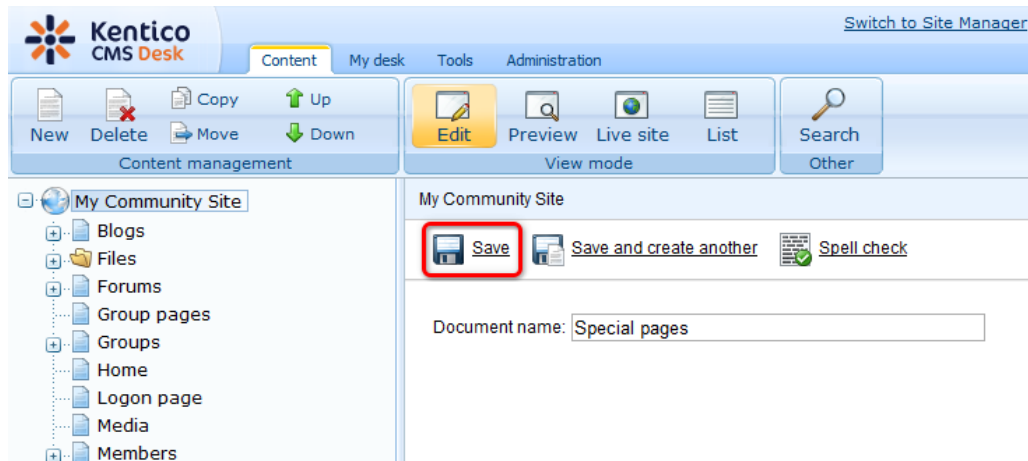 Kentico
CMS Desk
Switch to Site Manager
Content My desk Tools Administration
New Delete Copy Move Up Down
Content management
Edit Preview Live site List
View mode
Search
Other
My Community Site
Blogs
Files
Forums
Group pages
Groups
Home
Logon page
Media
Members
My Community Site
Save Save and create another Spell check
Document name: Special pages